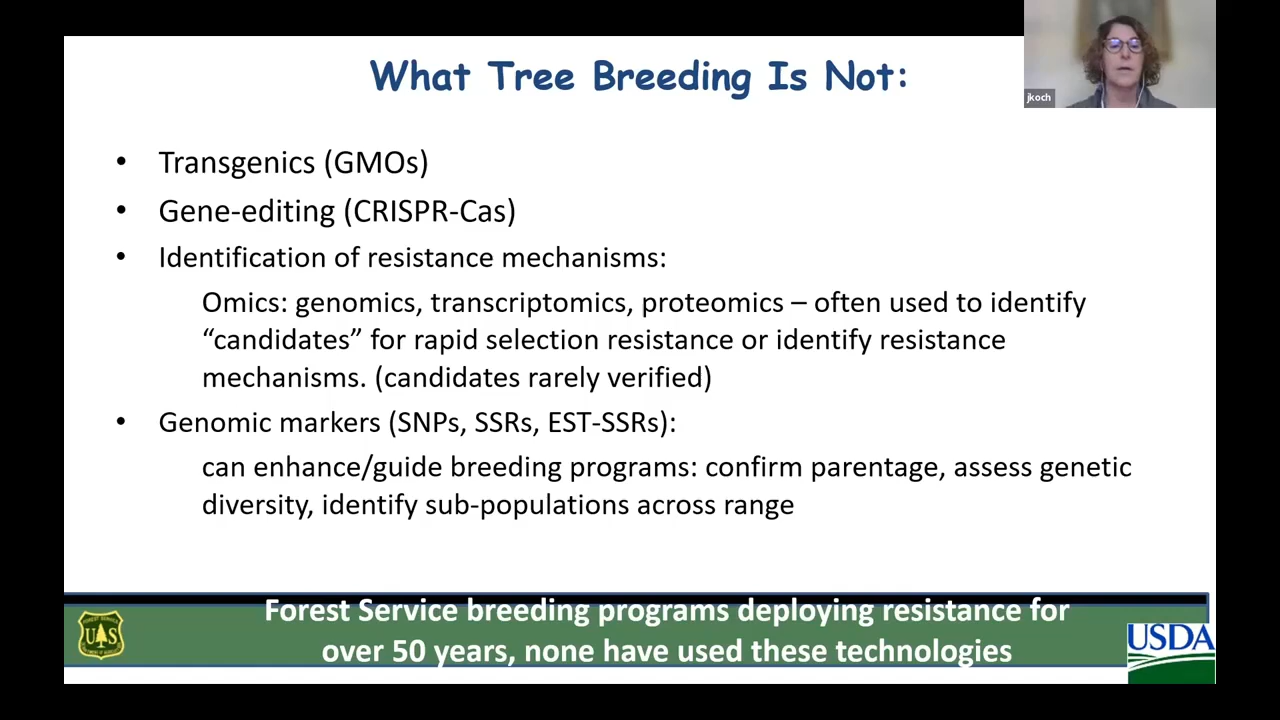 What Tree Breeding Is Not:
jkoch
• Transgenics (GMOs)
• Gene-editing (CRISPR-Cas)
• Identification of resistance mechanisms:
Omics: genomics, transcriptomics, proteomics – often used to identify
“candidates” for rapid selection resistance or identify resistance
mechanisms. (candidates rarely verified)
• Genomic markers (SNPs, SSRs, EST-SSRs):
can enhance/guide breeding programs: confirm parentage, assess genetic
diversity, identify sub-populations across range
Forest Service breeding programs deploying resistance for
over 50 years, none have used these technologies
FOREST SERVICE
U S
USDA